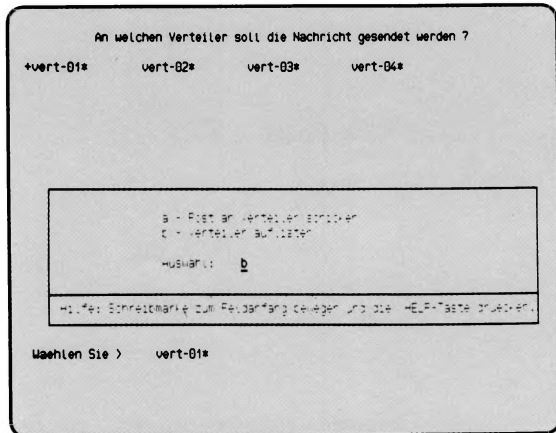 An welchen Verteiler soll die Nachricht gesendet werden ?
+vert-01* vert-02* vert-03* vert-04*
a - Post an Verteiler schicken
b - Verteiler auflisten
Auswahl: b
Hilfe: Schreibmarke zum Feldanfang bewegen und die HELP-Taste druecken.
Waehlen Sie > vert-01*